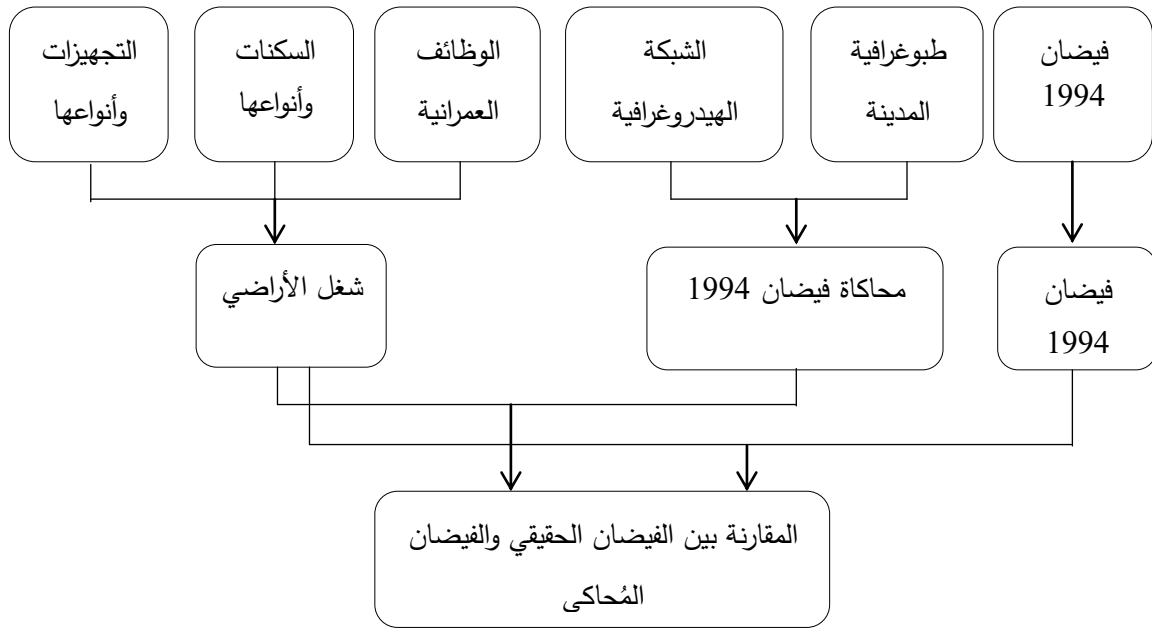 فيضان
1994
طبوغرافية
المدينة
الشبكة
الهيدروغرافية
الوظائف
العمرانية
السكنات
وأنواعها
التجهيزات
وأنواعها
فيضان
1994
محاكاة فيضان 1994
شغل الأراضي
المقارنة بين الفيضان الحقيقي والفيضان
المُحاكى